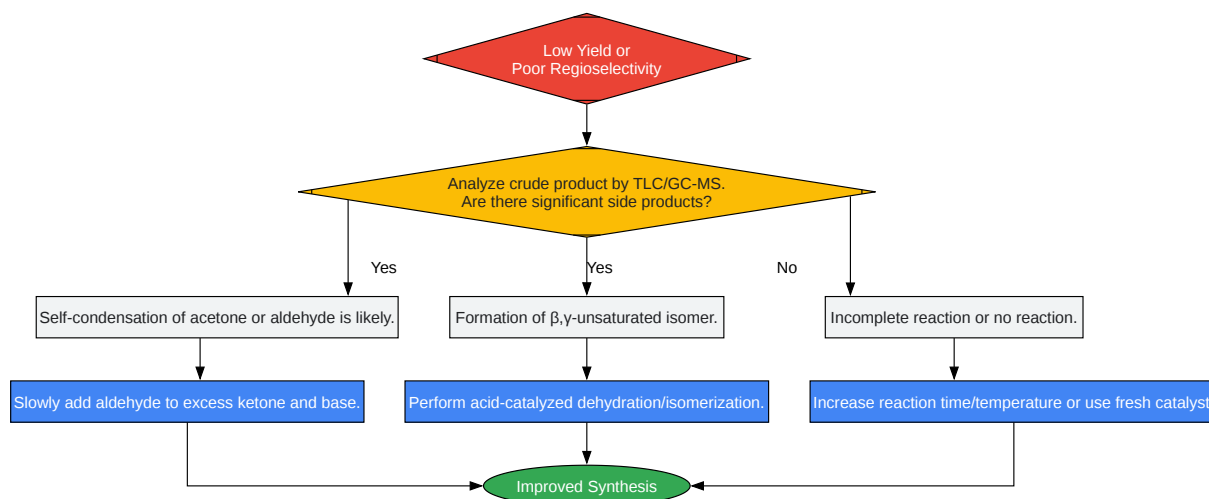 Low Yield or
Poor Regioselectivity
Analyze crude product by TLC/GC-MS.
Are there significant side products?
Yes
Yes
No
Self-condensation of acetone or aldehyde is likely.
Formation of β,γ-unsaturated isomer.
Incomplete reaction or no reaction.
Slowly add aldehyde to excess ketone and base.
Perform acid-catalyzed dehydration/isomerization.
Increase reaction time/temperature or use fresh catalyst
Improved Synthesis